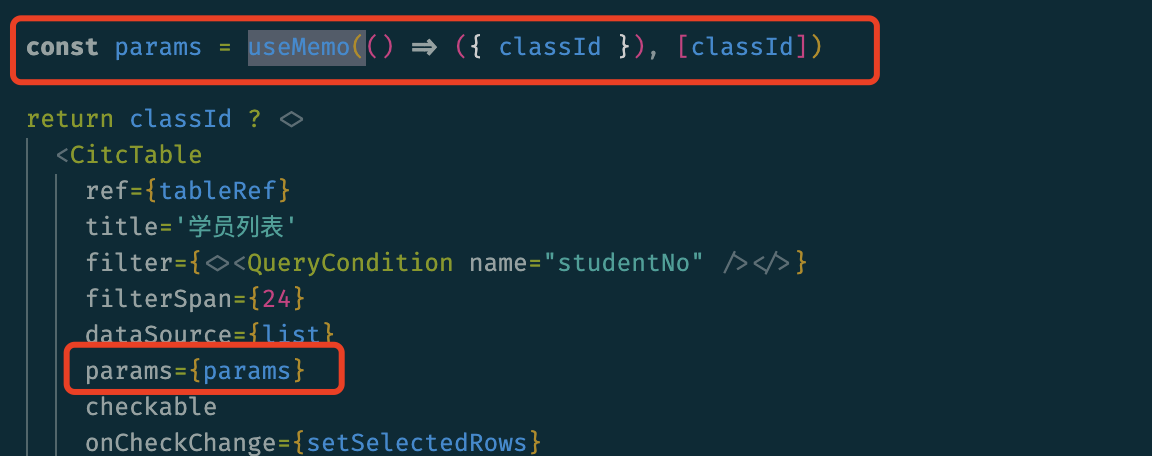 const params = useMemo(() => ({ classId }), [classId])
return classId ? <>
<CitcTable
ref={tableRef}
title='学员列表'
filter={<><QueryCondition name="studentNo" /></>}
filterSpan={24}
dataSource={list}
params={params}
checkable
onCheckChange={setSelectedRows}